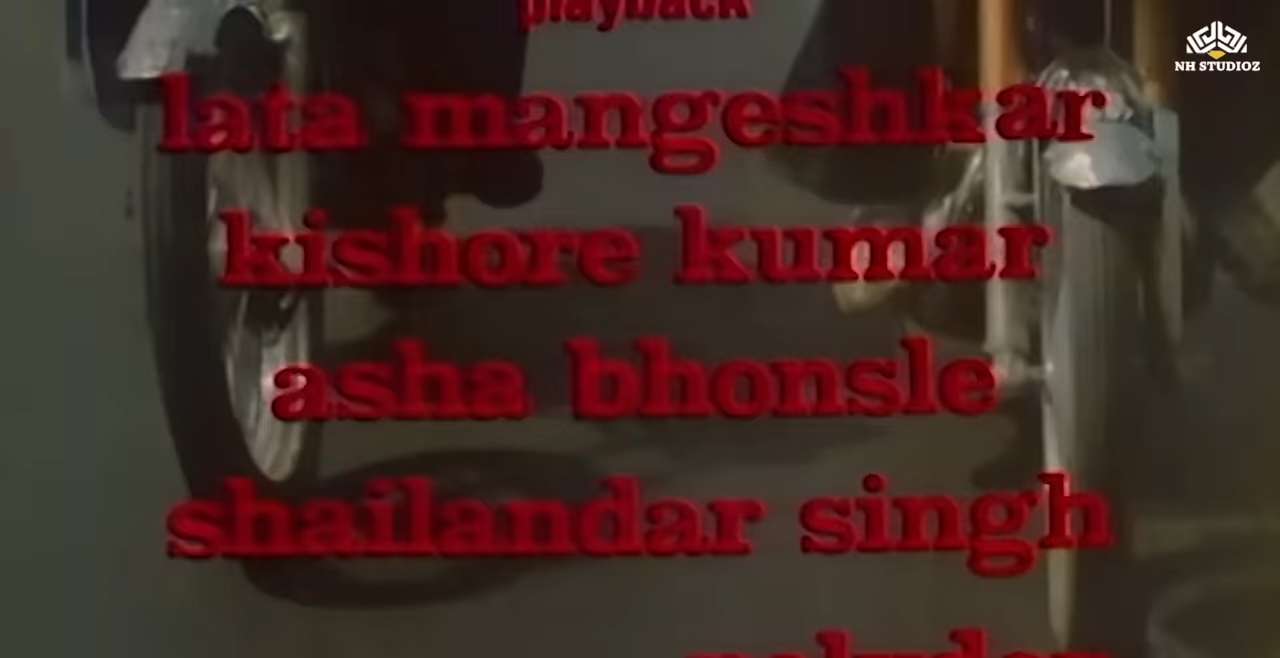 playback
NH STUDIOZ
lata mangeshkar
kishore kumar
asha bhonsle
shailandar singh